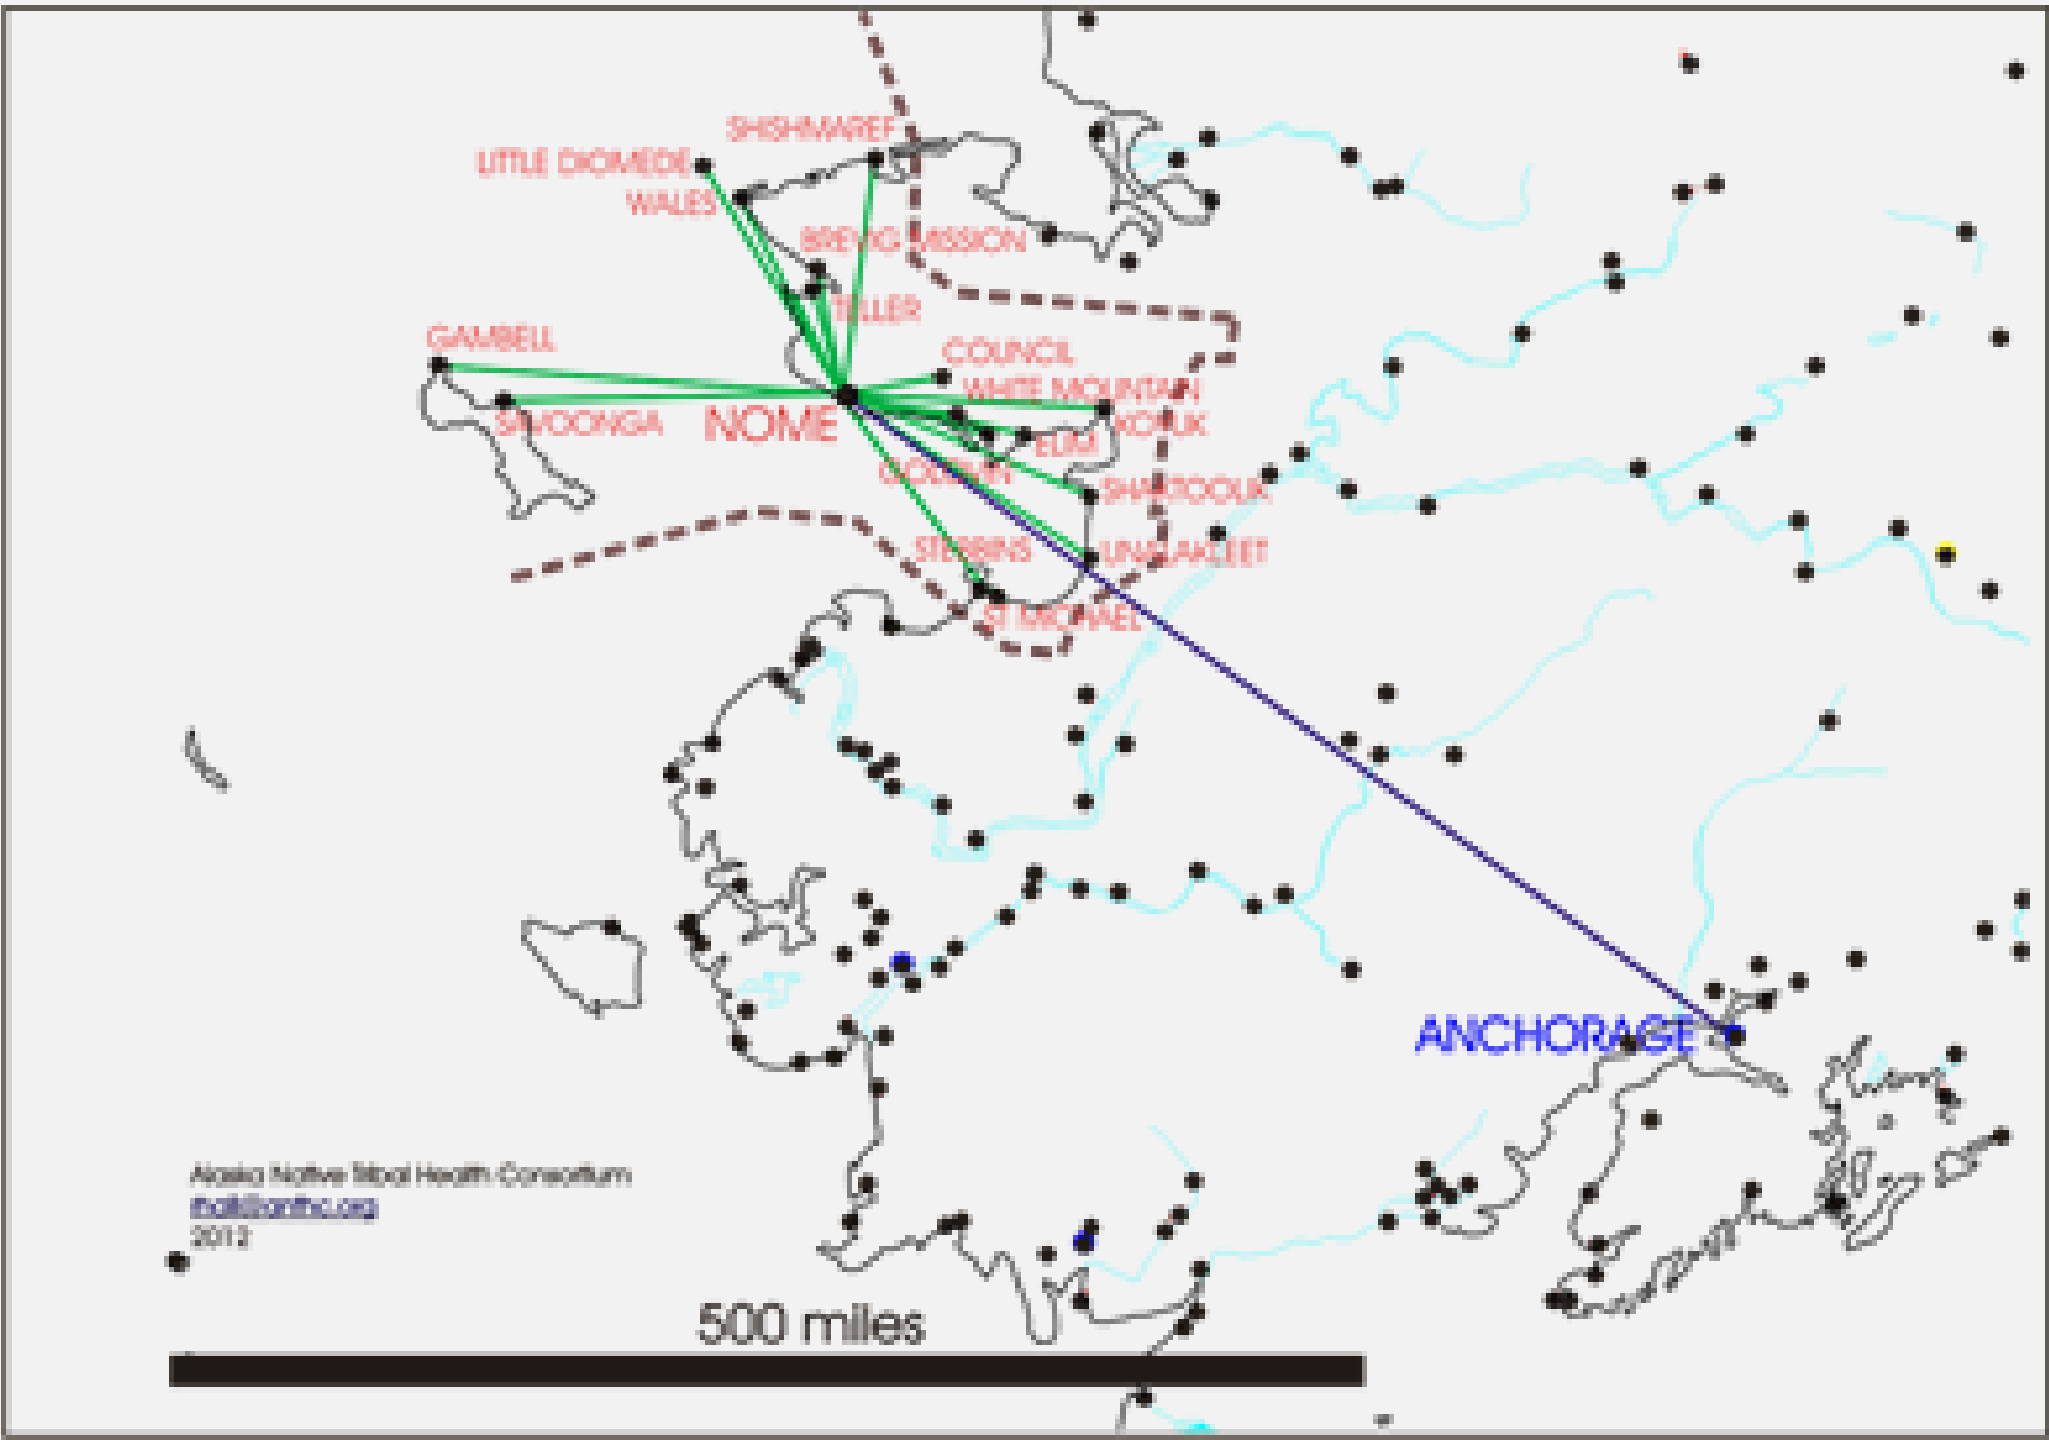 SHISHMAREF
LITTLE DIOMEDE
WALES
BREVIG MISSION
TELLER
GAMBELL
COUNCIL
WHITE MOUNTAIN
SAVOONGA
NOME
KOYUK
ELIM
GOLOVIN
SHAKTOOLIK
STEBBINS
UNALAKLEET
ST MICHAEL
ANCHORAGE
Alaska Native Tribal Health Consortium
2012
500 miles